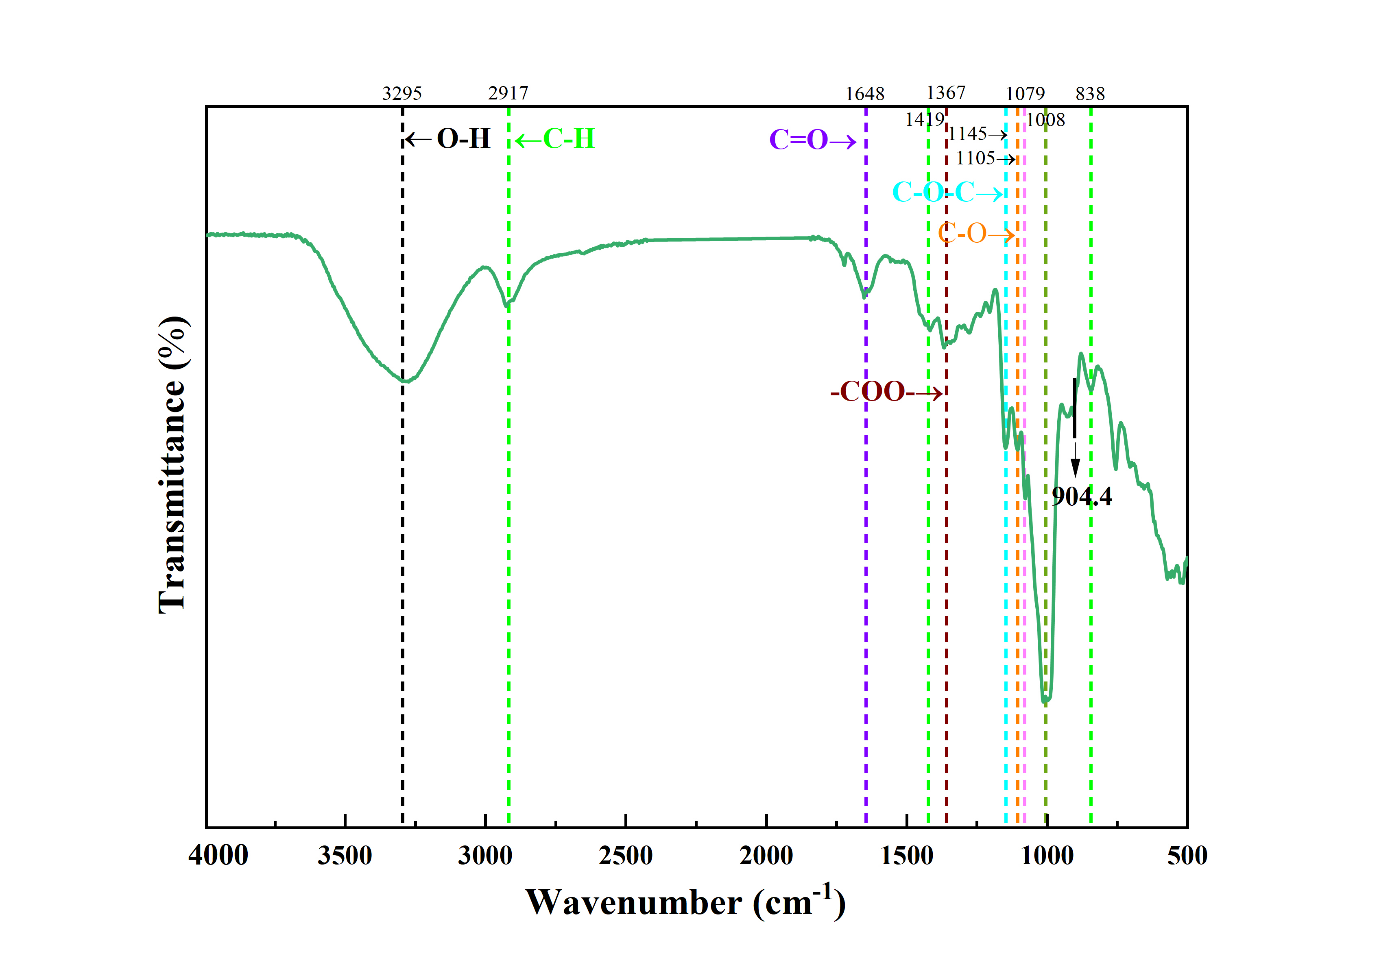 3295 2917 1648 1367 1079 838
1419 1008
1145→
←O-H ←C-H C=O→
1105→
C-O-C→
C-O→
-COO-→
904.4
Transmittance (%)
4000 3500 3000 2500 2000 1500 1000 500
Wavenumber (cm⁻¹)